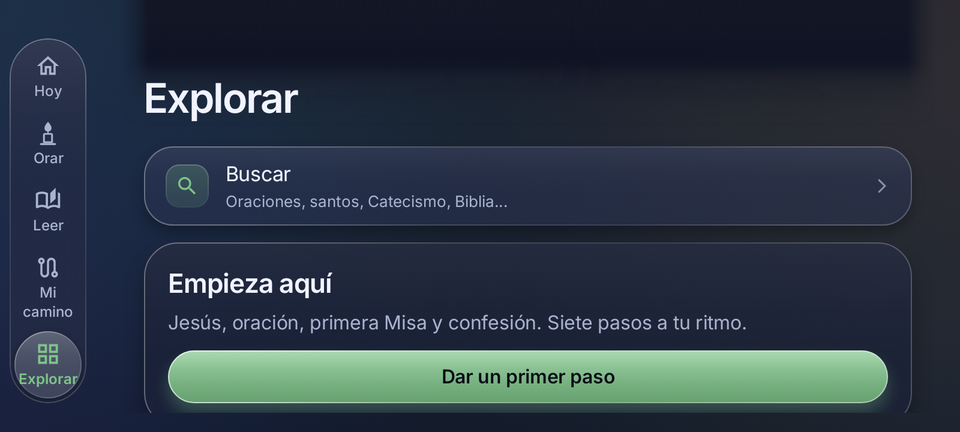 Hoy
Orar
Leer
Mi
camino
Explorar
Explorar
Buscar
Oraciones, santos, Catecismo, Biblia...
Empieza aquí
Jesús, oración, primera Misa y confesión. Siete pasos a tu ritmo.
Dar un primer paso